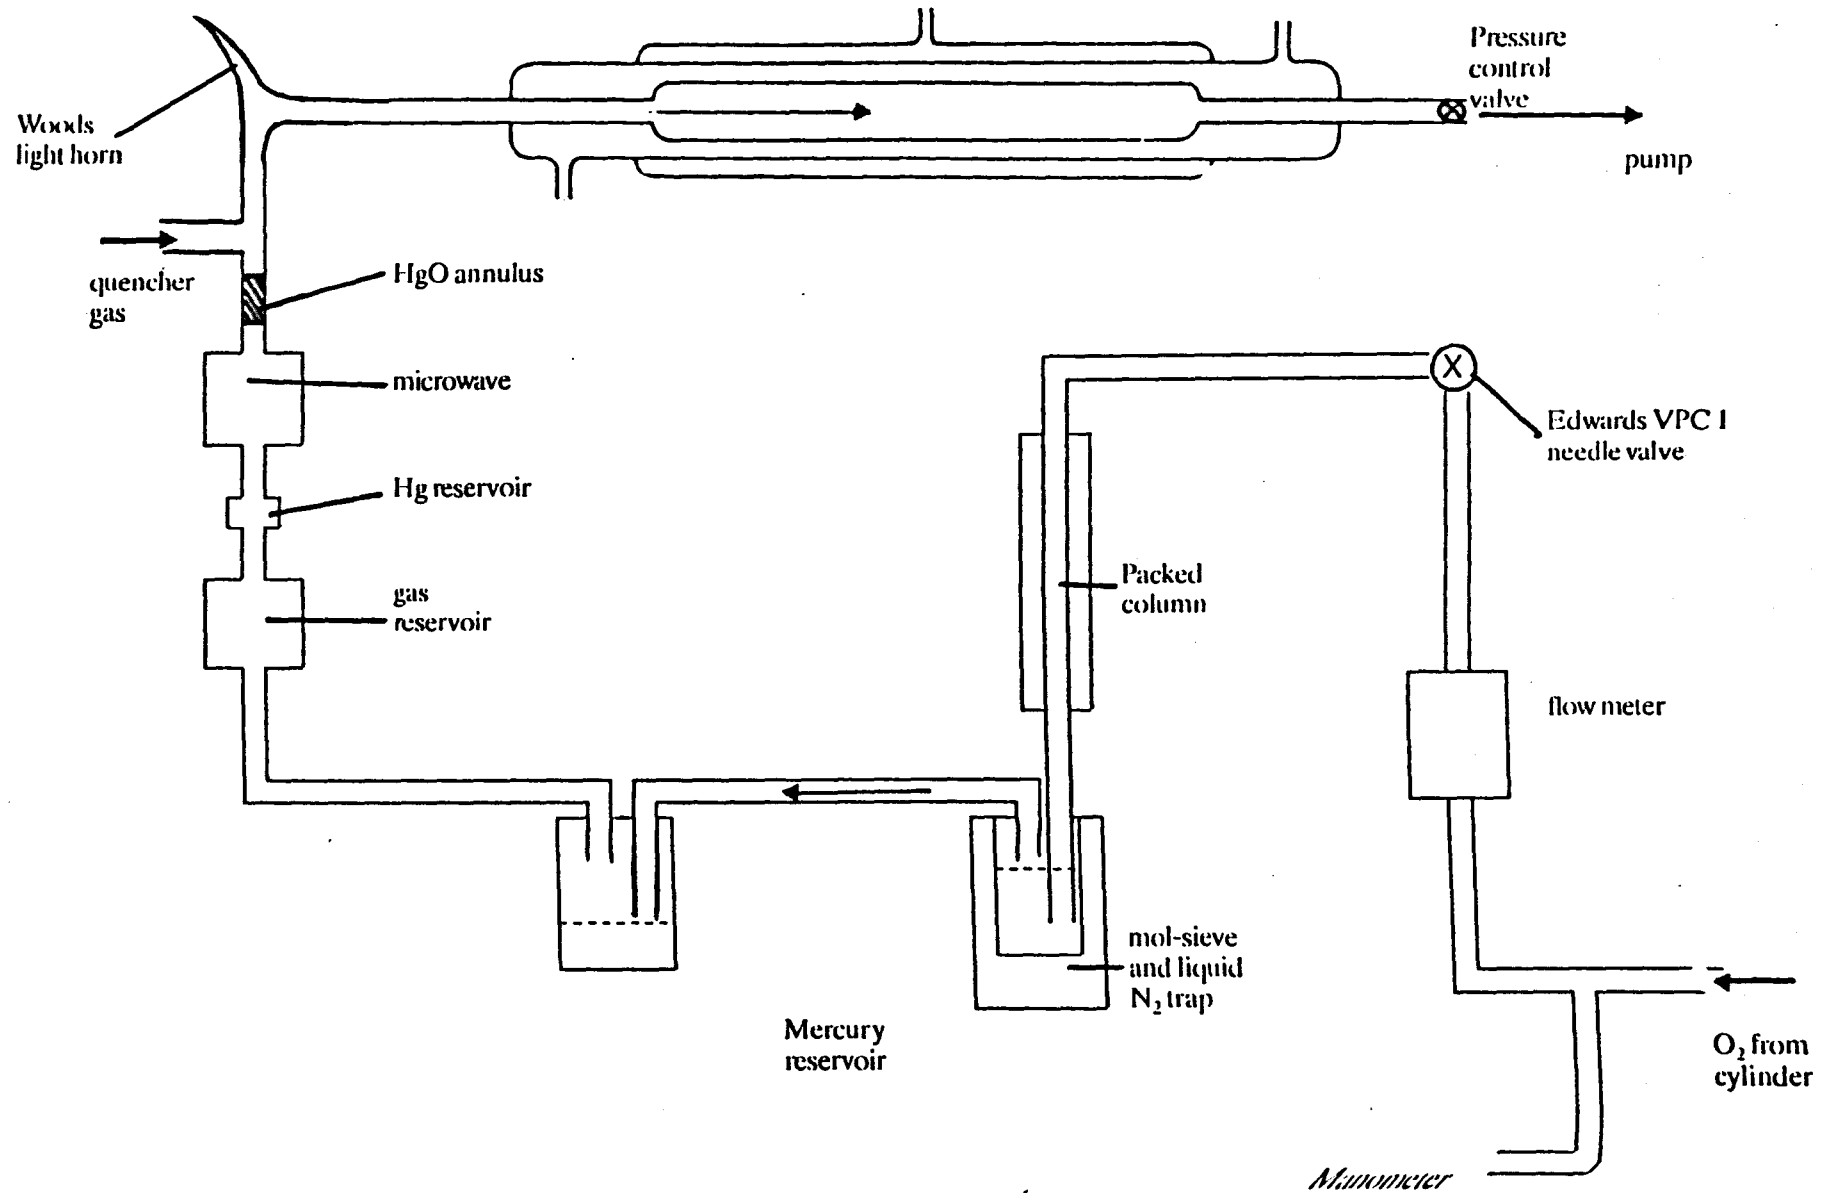 Pressure
control
valve
Woods
light horn
pump
HgO annulus
quencher
gas
microwave
Edwards VPC 1
needle valve
X
Hg reservoir
Packed
column
gas
reservoir
flow meter
mol-sieve
and liquid
N₂ trap
Mercury
reservoir
O₂ from
cylinder
Manometer